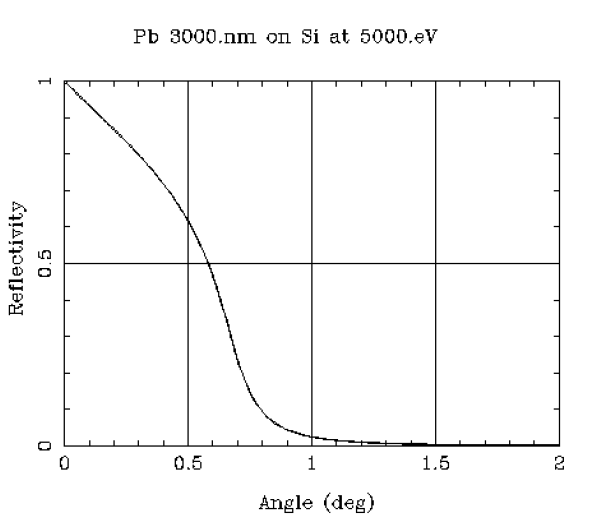 Pb 3000.nm on Si at 5000.eV
Reflectivity
1
0.5
0
0 0.5 1 1.5 2
Angle (deg)